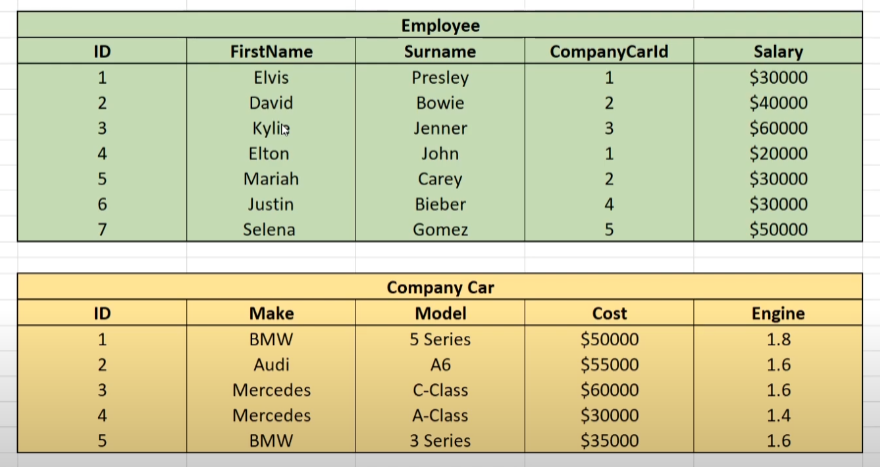 Employee
ID FirstName Surname CompanyCarId Salary
1 Elvis Presley 1 $30000
2 David Bowie 2 $40000
3 Kylie Jenner 3 $60000
4 Elton John 1 $20000
5 Mariah Carey 2 $30000
6 Justin Bieber 4 $30000
7 Selena Gomez 5 $50000
Company Car
ID Make Model Cost Engine
1 BMW 5 Series $50000 1.8
2 Audi A6 $55000 1.6
3 Mercedes C-Class $60000 1.6
4 Mercedes A-Class $30000 1.4
5 BMW 3 Series $35000 1.6